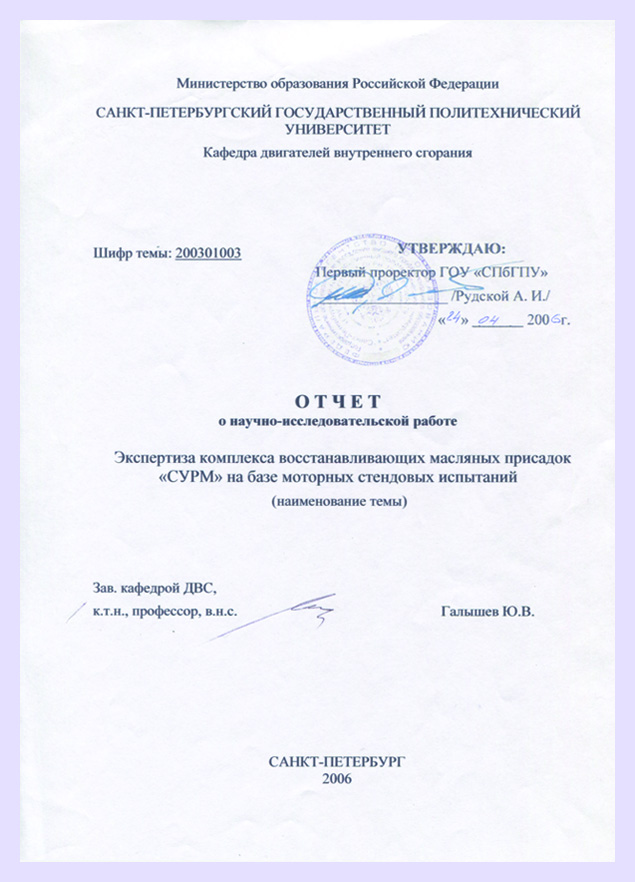 Министерство образования Российской Федерации
САНКТ-ПЕТЕРБУРГСКИЙ ГОСУДАРСТВЕННЫЙ ПОЛИТЕХНИЧЕСКИЙ
УНИВЕРСИТЕТ
Кафедра двигателей внутреннего сгорания
Шифр темы: 200301003
УТВЕРЖДАЮ:
Первый проректор ГОУ «СПбГПУ»
/Рудской А. И./
«24» 04 2006г.
ОТЧЕТ
о научно-исследовательской работе
Экспертиза комплекса восстанавливающих масляных присадок
«СУРМ» на базе моторных стендовых испытаний
(наименование темы)
Зав. кафедрой ДВС,
к.т.н., профессор, в.н.с.
Галышев Ю.В.
САНКТ-ПЕТЕРБУРГ
2006